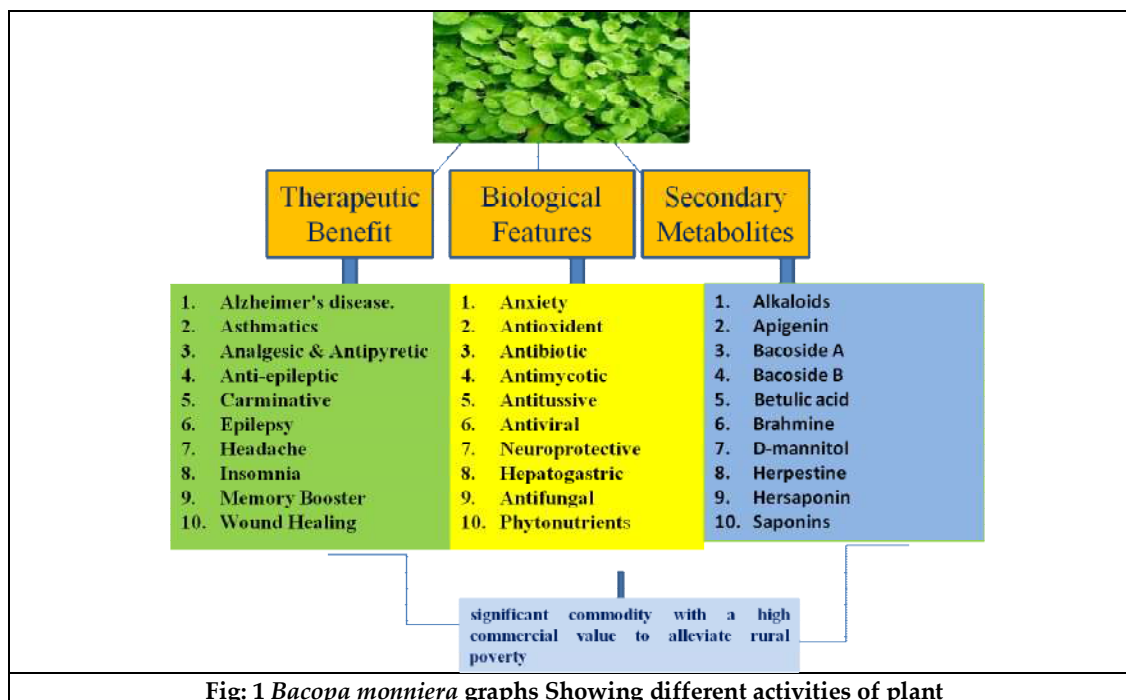 Therapeutic
Benefit
Biological
Features
Secondary
Metabolites
1. Alzheimer's disease.
2. Asthmatics
3. Analgesic & Antipyretic
4. Anti-epileptic
5. Carminative
6. Epilepsy
7. Headache
8. Insomnia
9. Memory Booster
10. Wound Healing
1. Anxiety
2. Antioxident
3. Antibiotic
4. Antimycotic
5. Antitussive
6. Antiviral
7. Neuroprotective
8. Hepatogastric
9. Antifungal
10. Phytonutrients
1. Alkaloids
2. Apigenin
3. Bacoside A
4. Bacoside B
5. Betulic acid
6. Brahmine
7. D-mannitol
8. Herpestine
9. Hersaponin
10. Saponins
significant commodity with a high
commercial value to alleviate rural
poverty
Fig: 1 Bacopa monniera graphs Showing different activities of plant